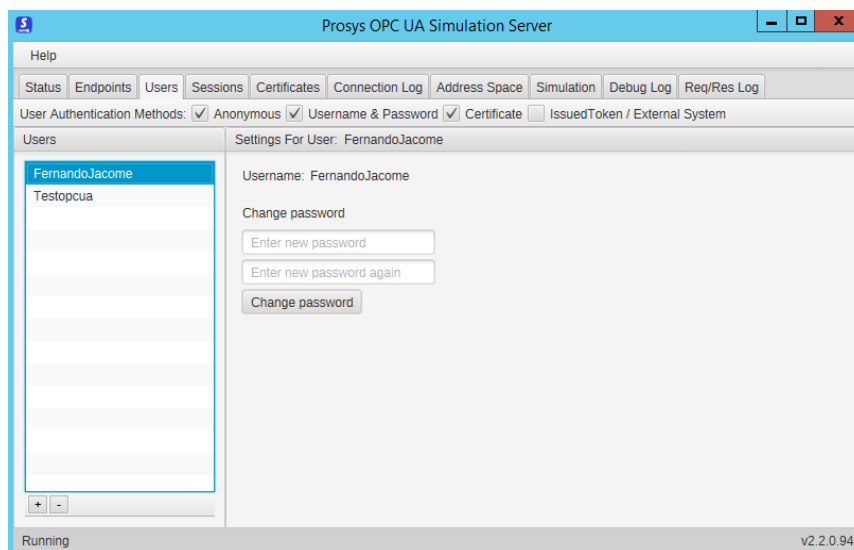 Prosys OPC UA Simulation Server
Help
Status Endpoints Users Sessions Certificates Connection Log Address Space Simulation Debug Log Req/Res Log
User Authentication Methods: Anonymous Username & Password Certificate IssuedToken / External System
Users
Settings For User: FernandoJacome
FernandoJacome
Testopcua
Username: FernandoJacome
Change password
Enter new password
Enter new password again
Change password
+ -
Running
v2.2.0.94